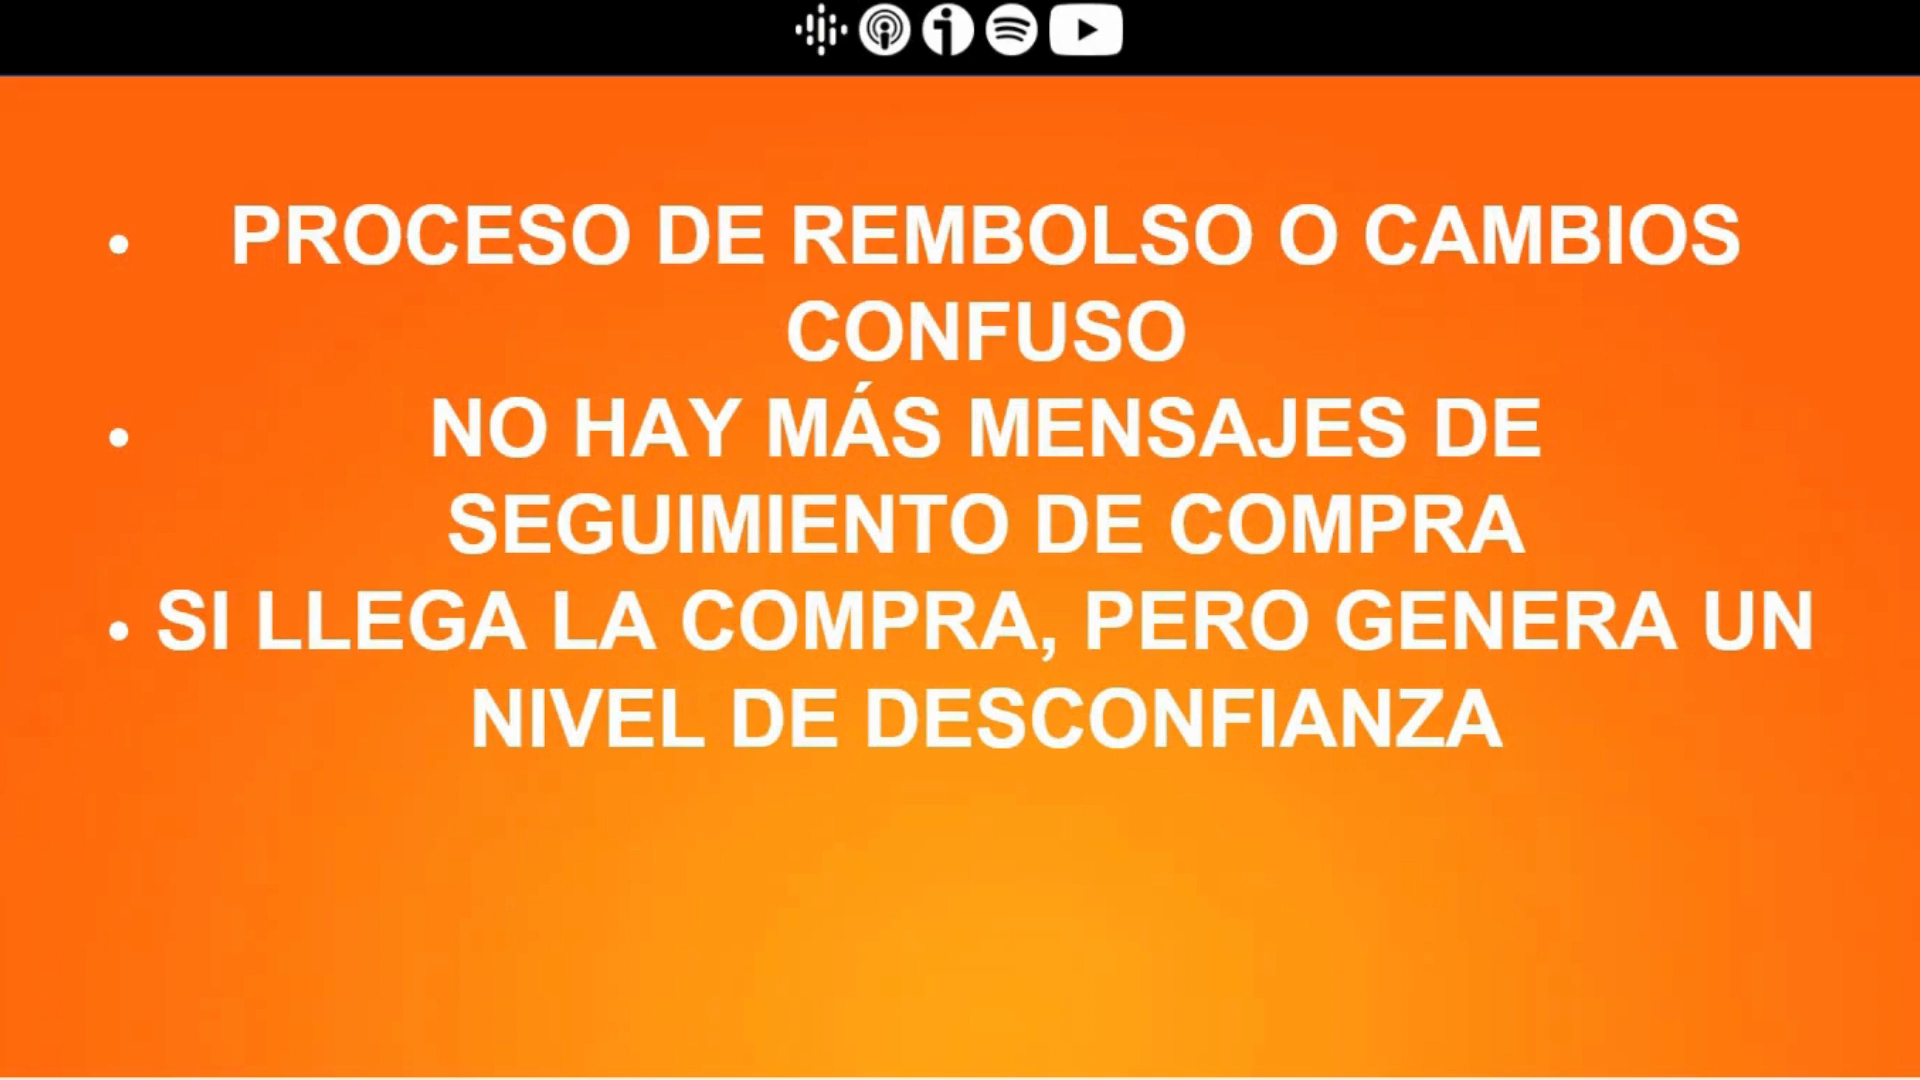 • PROCESO DE REMBOLSO O CAMBIOS
CONFUSO
• NO HAY MÁS MENSAJES DE
SEGUIMIENTO DE COMPRA
• SI LLEGA LA COMPRA, PERO GENERA UN
NIVEL DE DESCONFIANZA